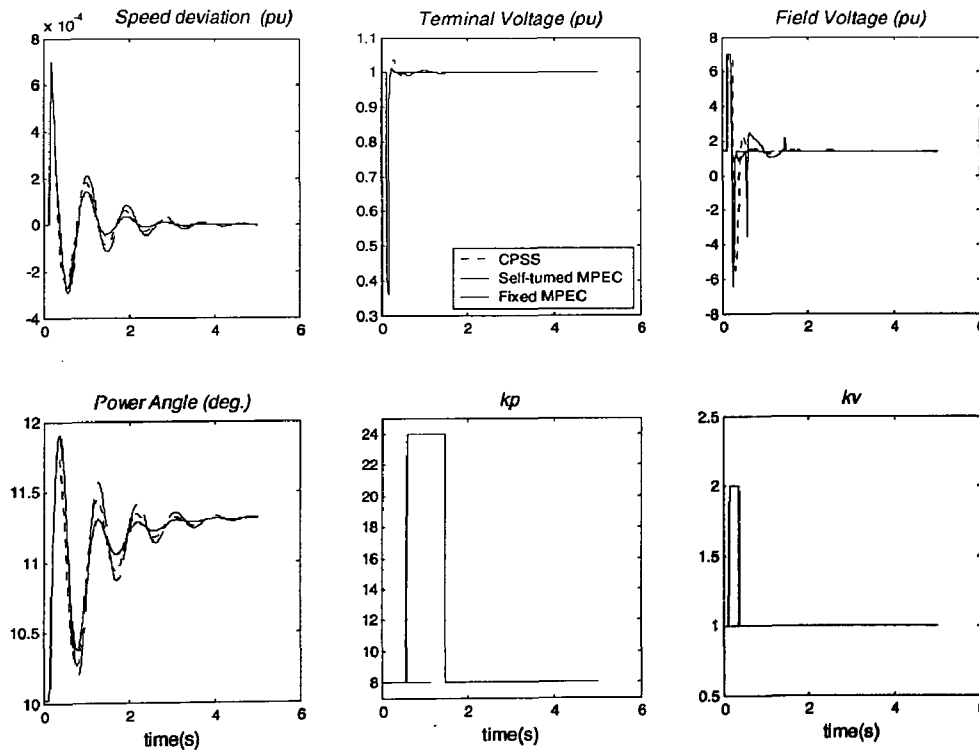 Speed deviation (pu)
× 10⁻⁴
8
6
4
2
0
-2
-4
0 2 4 6
Terminal Voltage (pu)
1.1
1
0.9
0.8
0.7
0.6
0.5
0.4
0.3
0 2 4 6
CPSS
Self-tumed MPEC
Fixed MPEC
Field Voltage (pu)
8
6
4
2
0
-2
-4
-6
-8
0 2 4 6
Power Angle (deg.)
12
11.5
11
10.5
10
0 2 4 6
time(s)
kp
24
22
20
18
16
14
12
10
8
0 2 4 6
time(s)
kv
2.5
2
1.5
1
0.5
0 2 4 6
time(s)